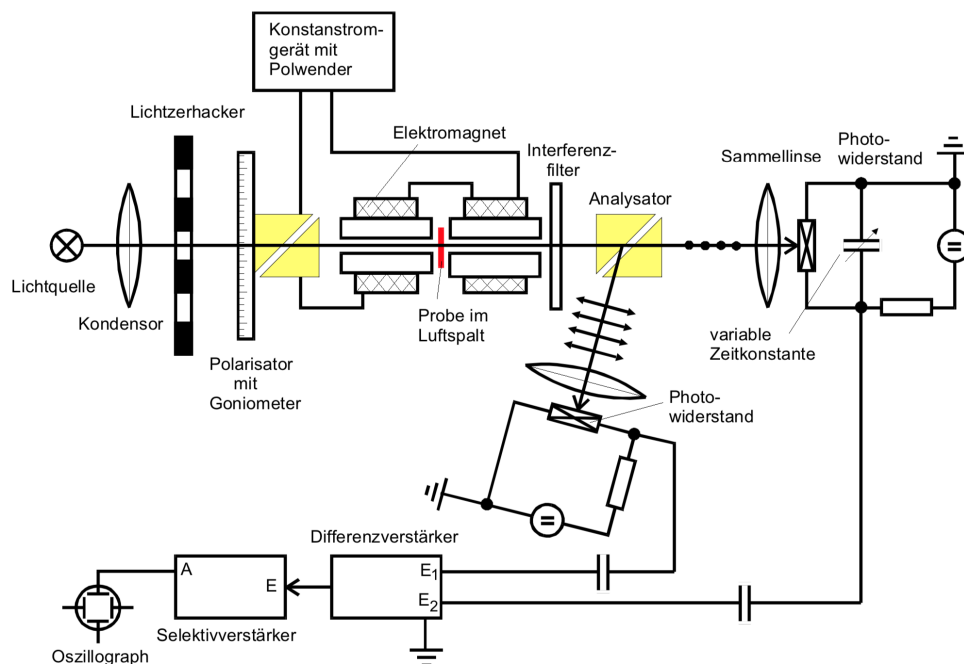 Konstanstrom-
gerät mit
Polwender
Lichtzerhacker
Elektromagnet
Interferenz-
filter
Analysator
Sammellinse
Photo-
widerstand
Lichtquelle
Kondensor
Polarisator
mit
Goniometer
Probe im
Luftspalt
variable
Zeitkonstante
Photo-
widerstand
Differenzverstärker
A
E
E1
E2
Selektivverstärker
Oszillograph